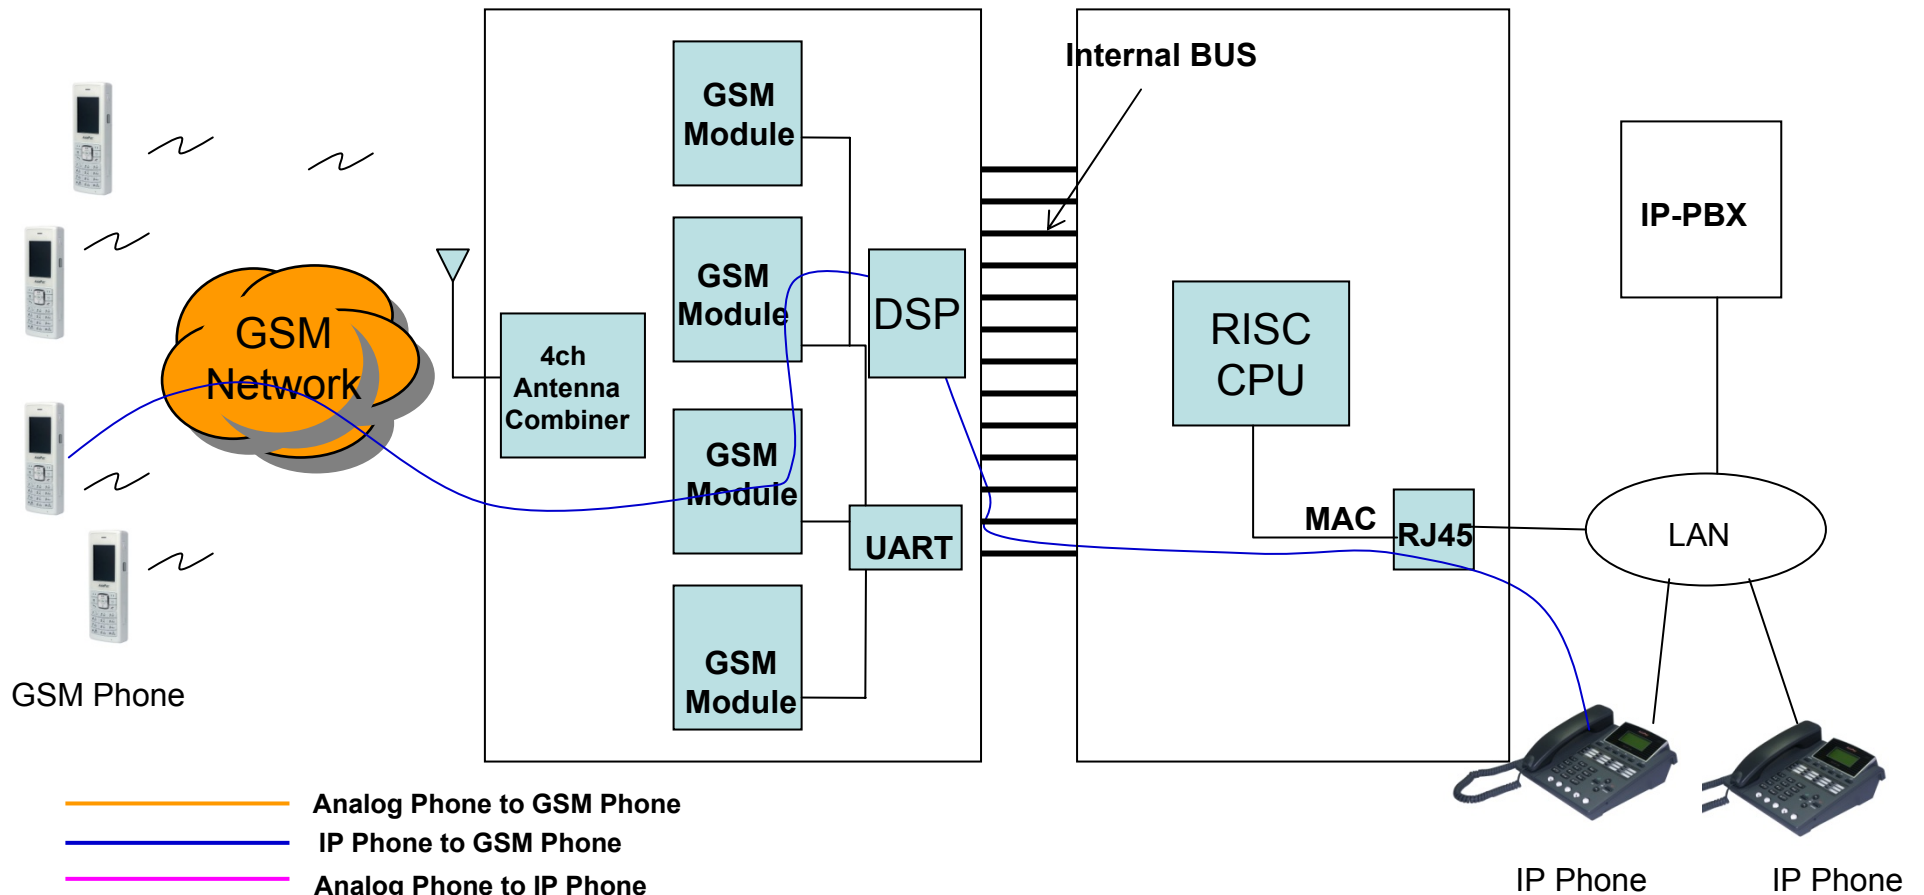 Internal BUS
GSM
Module
GSM
Module
GSM
Module
GSM
Module
4ch
Antenna
Combiner
GSM
Network
DSP
UART
RISC
CPU
MAC
RJ45
IP-PBX
LAN
GSM Phone
Analog Phone to GSM Phone
IP Phone to GSM Phone
Analog Phone to IP Phone
IP Phone
IP Phone